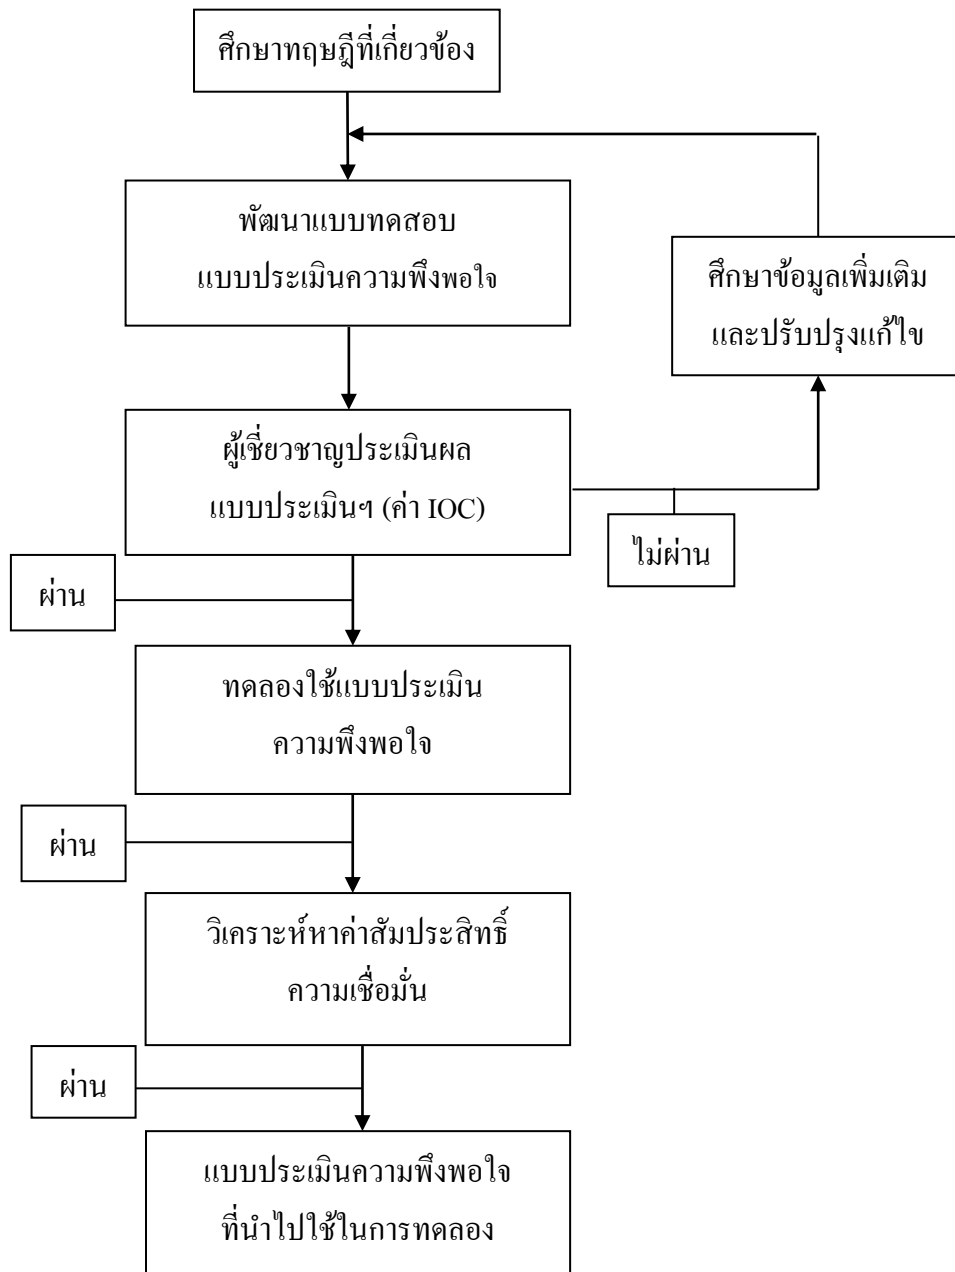 ศึกษาทฤษฎีที่เกี่ยวข้อง
พัฒนาแบบทดสอบ
แบบประเมินความพึงพอใจ
ศึกษาข้อมูลเพิ่มเติม
และปรับปรุงแก้ไข
ผู้เชี่ยวชาญประเมินผล
แบบประเมินฯ (ค่า IOC)
ไม่ผ่าน
ผ่าน
ทดลองใช้แบบประเมิน
ความพึงพอใจ
ผ่าน
วิเคราะห์หาค่าสัมประสิทธิ์
ความเชื่อมั่น
ผ่าน
แบบประเมินความพึงพอใจ
ที่นำไปใช้ในการทดลอง